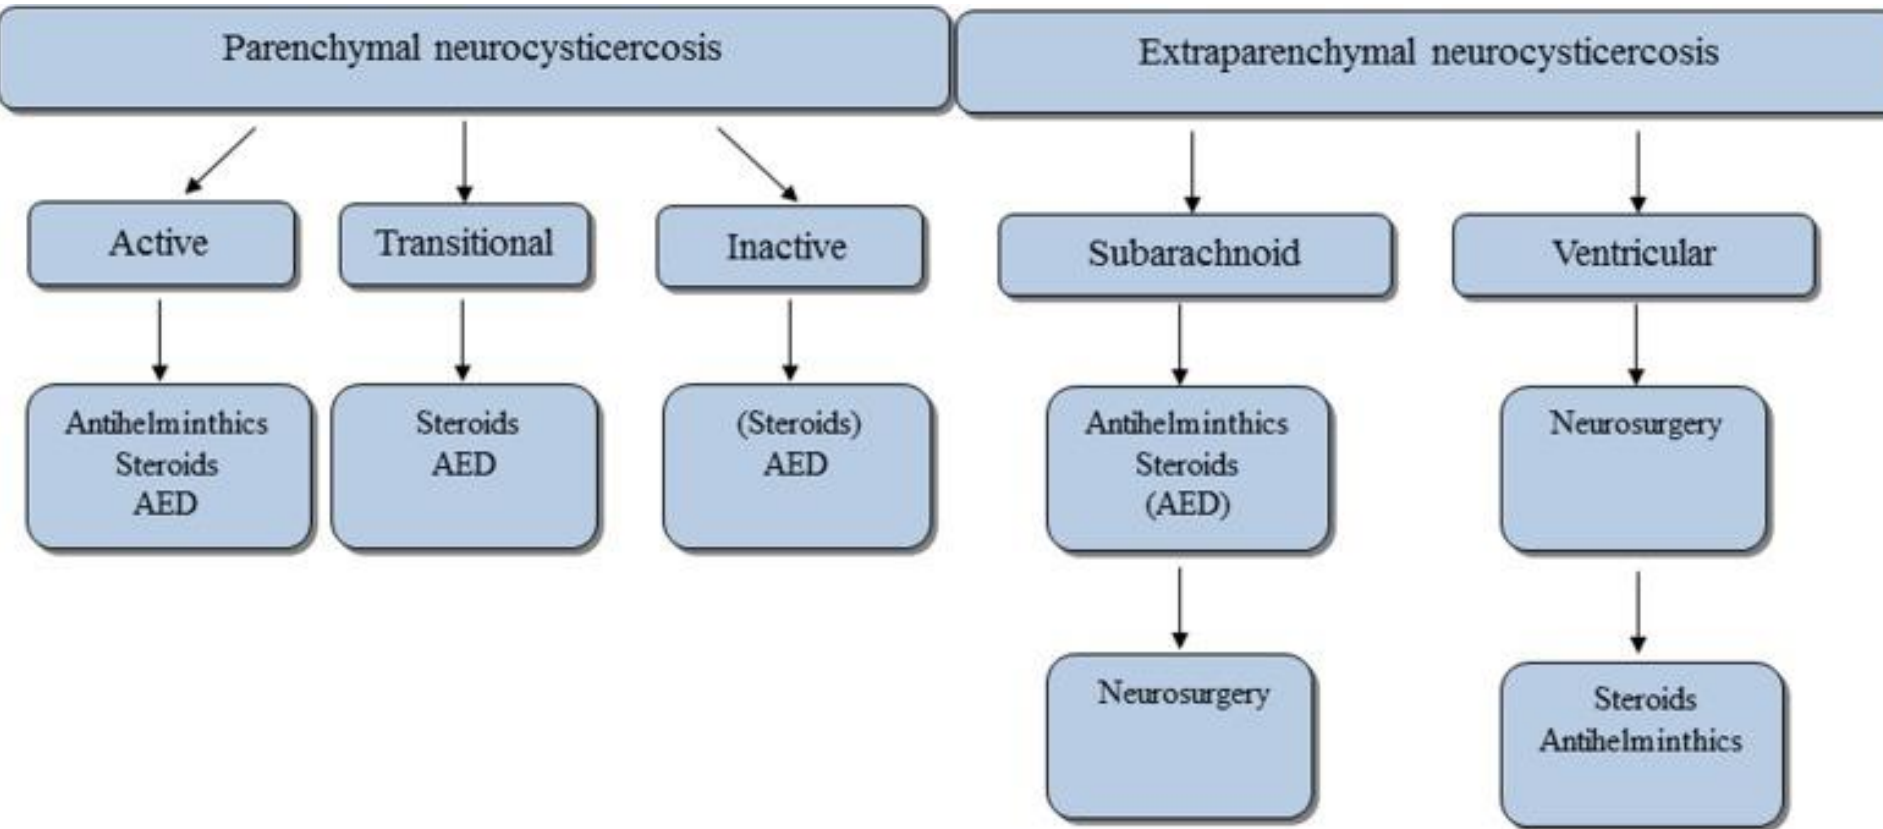 Parenchymal neurocysticercosis
Extraparenchymal neurocysticercosis
Active
Transitional
Inactive
Subarachnoid
Ventricular
Antihelminthics
Steroids
AED
Steroids
AED
(Steroids)
AED
Antihelminthics
Steroids
(AED)
Neurosurgery
Neurosurgery
Steroids
Antihelminthics